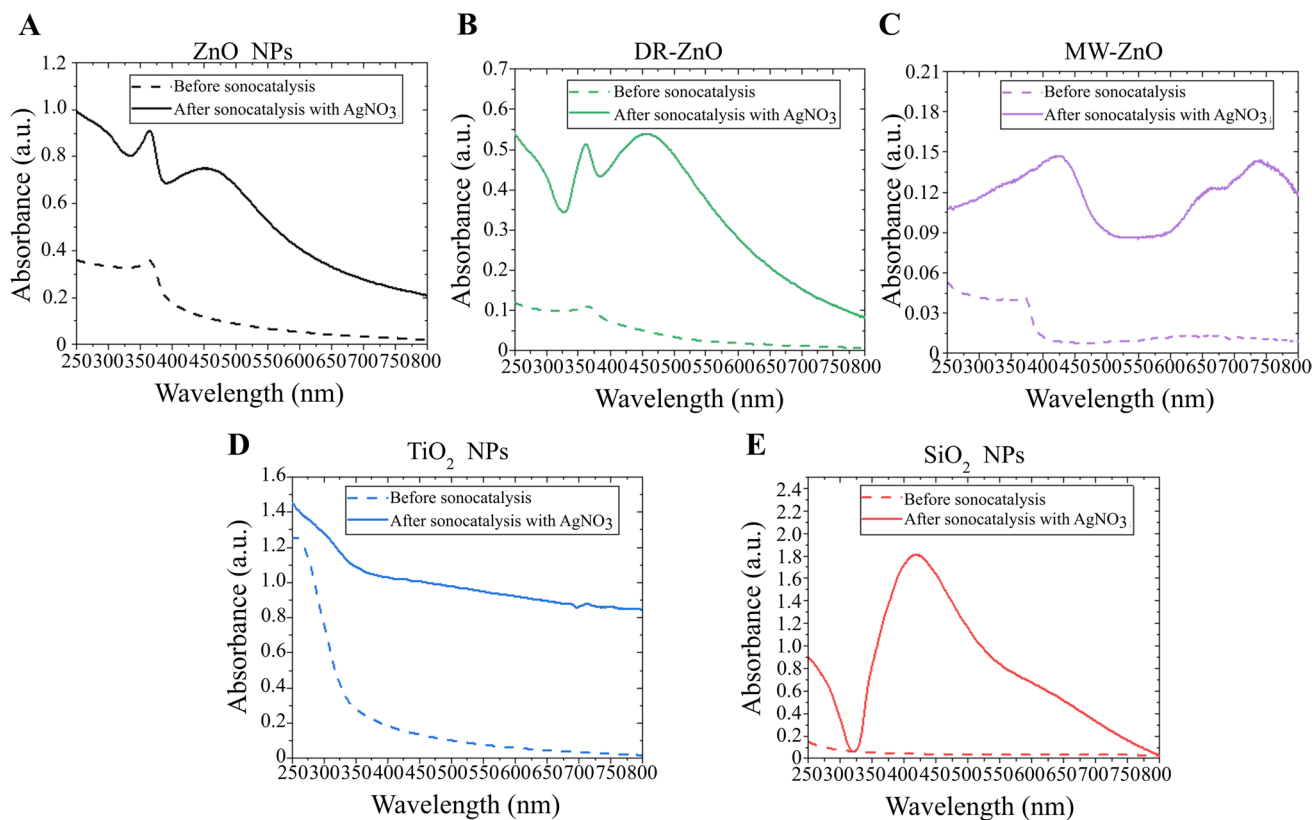 A
ZnO NPs
Before sonocatalysis
After sonocatalysis with AgNO3
Absorbance (a.u.)
1.2
1.0
0.8
0.6
0.4
0.2
0
250300350400450500550600650700750800
Wavelength (nm)
B
DR-ZnO
Before sonocatalysis
After sonocatalysis with AgNO3
Absorbance (a.u.)
0.7
0.6
0.5
0.4
0.3
0.2
0.1
0
250300350400450500550600650700750800
Wavelength (nm)
C
MW-ZnO
Before sonocatalysis
After sonocatalysis with AgNO3
Absorbance (a.u.)
0.21
0.18
0.15
0.12
0.09
0.06
0.03
0
250300350400450500550600650700750800
Wavelength (nm)
D
TiO2 NPs
Before sonocatalysis
After sonocatalysis with AgNO3
Absorbance (a.u.)
1.6
1.4
1.2
1.0
0.8
0.6
0.4
0.2
0
250300350400450500550600650700750800
Wavelength (nm)
E
SiO2 NPs
Before sonocatalysis
After sonocatalysis with AgNO3
Absorbance (a.u.)
2.4
2.2
2.0
1.8
1.6
1.4
1.2
1.0
0.8
0.6
0.4
0.2
0
250300350400450500550600650700750800
Wavelength (nm)